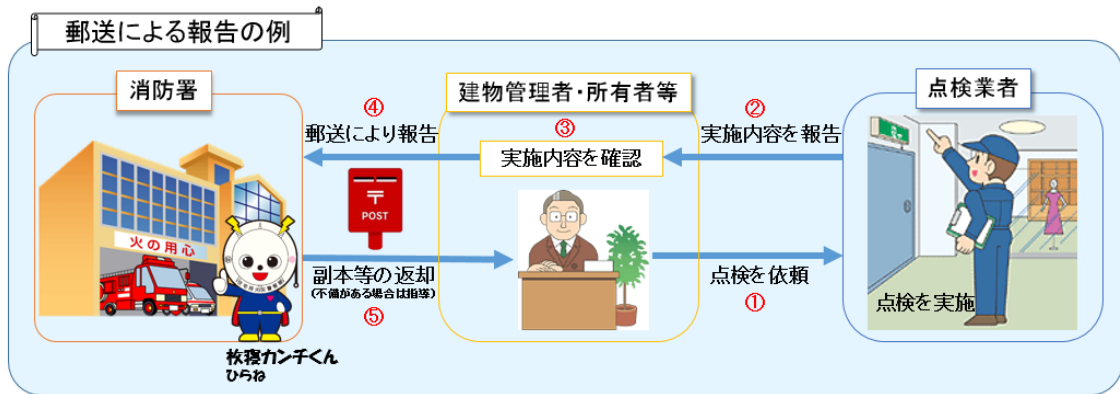 郵送による報告の例
消防署
建物管理者・所有者等
点検業者
④
郵送により報告
③
実施内容を確認
②
実施内容を報告
〒
POST
火の用心
副本等の返却
(不備がある場合は指導)
⑤
点検を依頼
①
点検を実施
枚寝カンチくん
ひらね